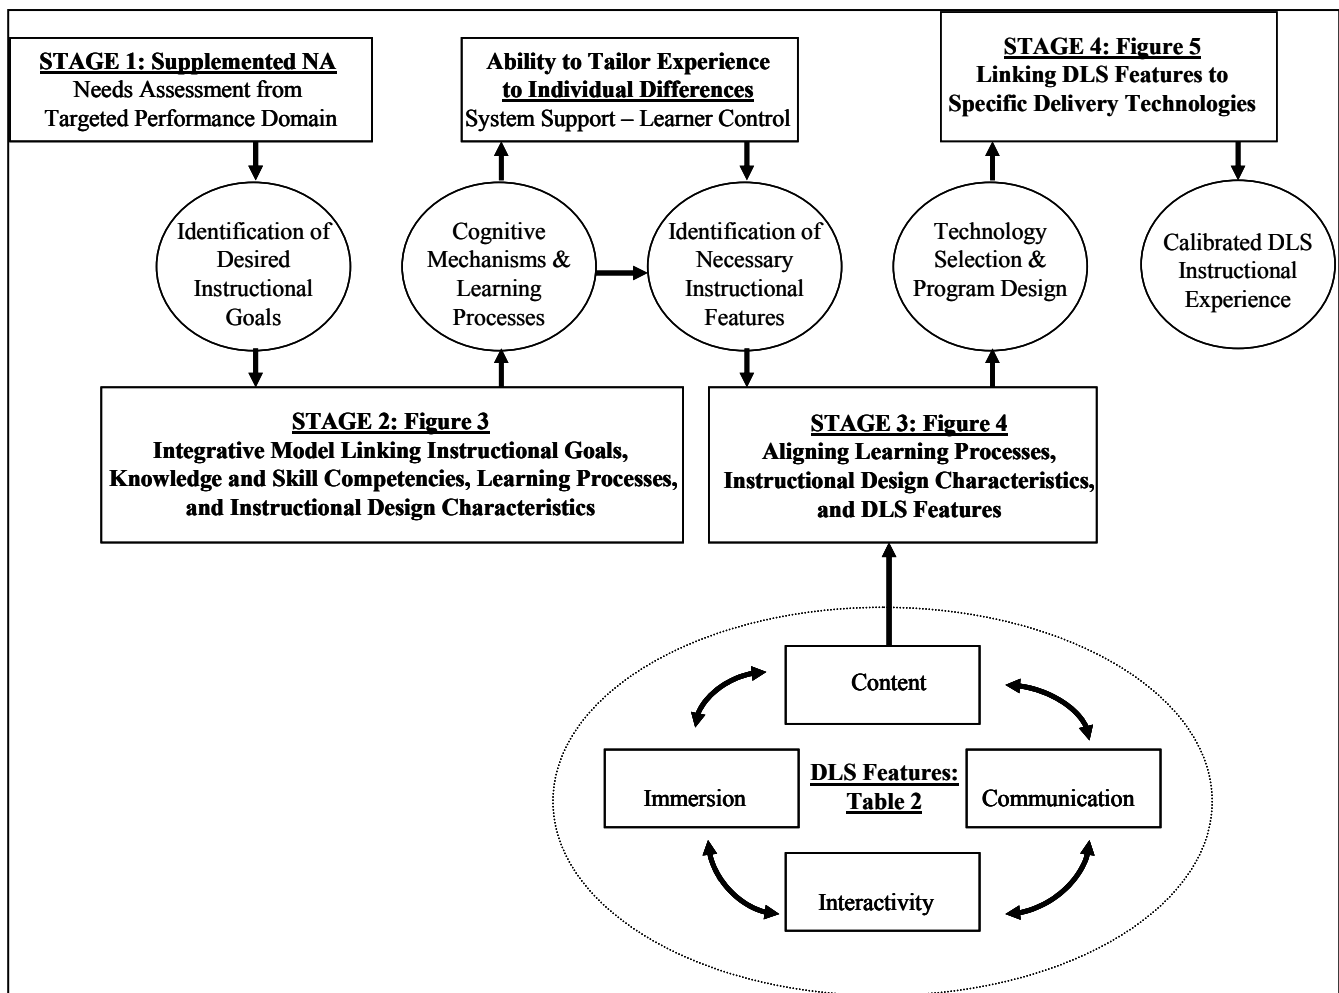 STAGE 1: Supplemented NA
Needs Assessment from
Targeted Performance Domain
Ability to Tailor Experience
to Individual Differences
System Support – Learner Control
STAGE 4: Figure 5
Linking DLS Features to
Specific Delivery Technologies
Identification of
Desired
Instructional
Goals
Cognitive
Mechanisms &
Learning
Processes
Identification of
Necessary
Instructional
Features
Technology
Selection &
Program Design
Calibrated DLS
Instructional
Experience
STAGE 2: Figure 3
Integrative Model Linking Instructional Goals,
Knowledge and Skill Competencies, Learning Processes,
and Instructional Design Characteristics
STAGE 3: Figure 4
Aligning Learning Processes,
Instructional Design Characteristics,
and DLS Features
Content
Immersion
DLS Features:
Table 2
Communication
Interactivity